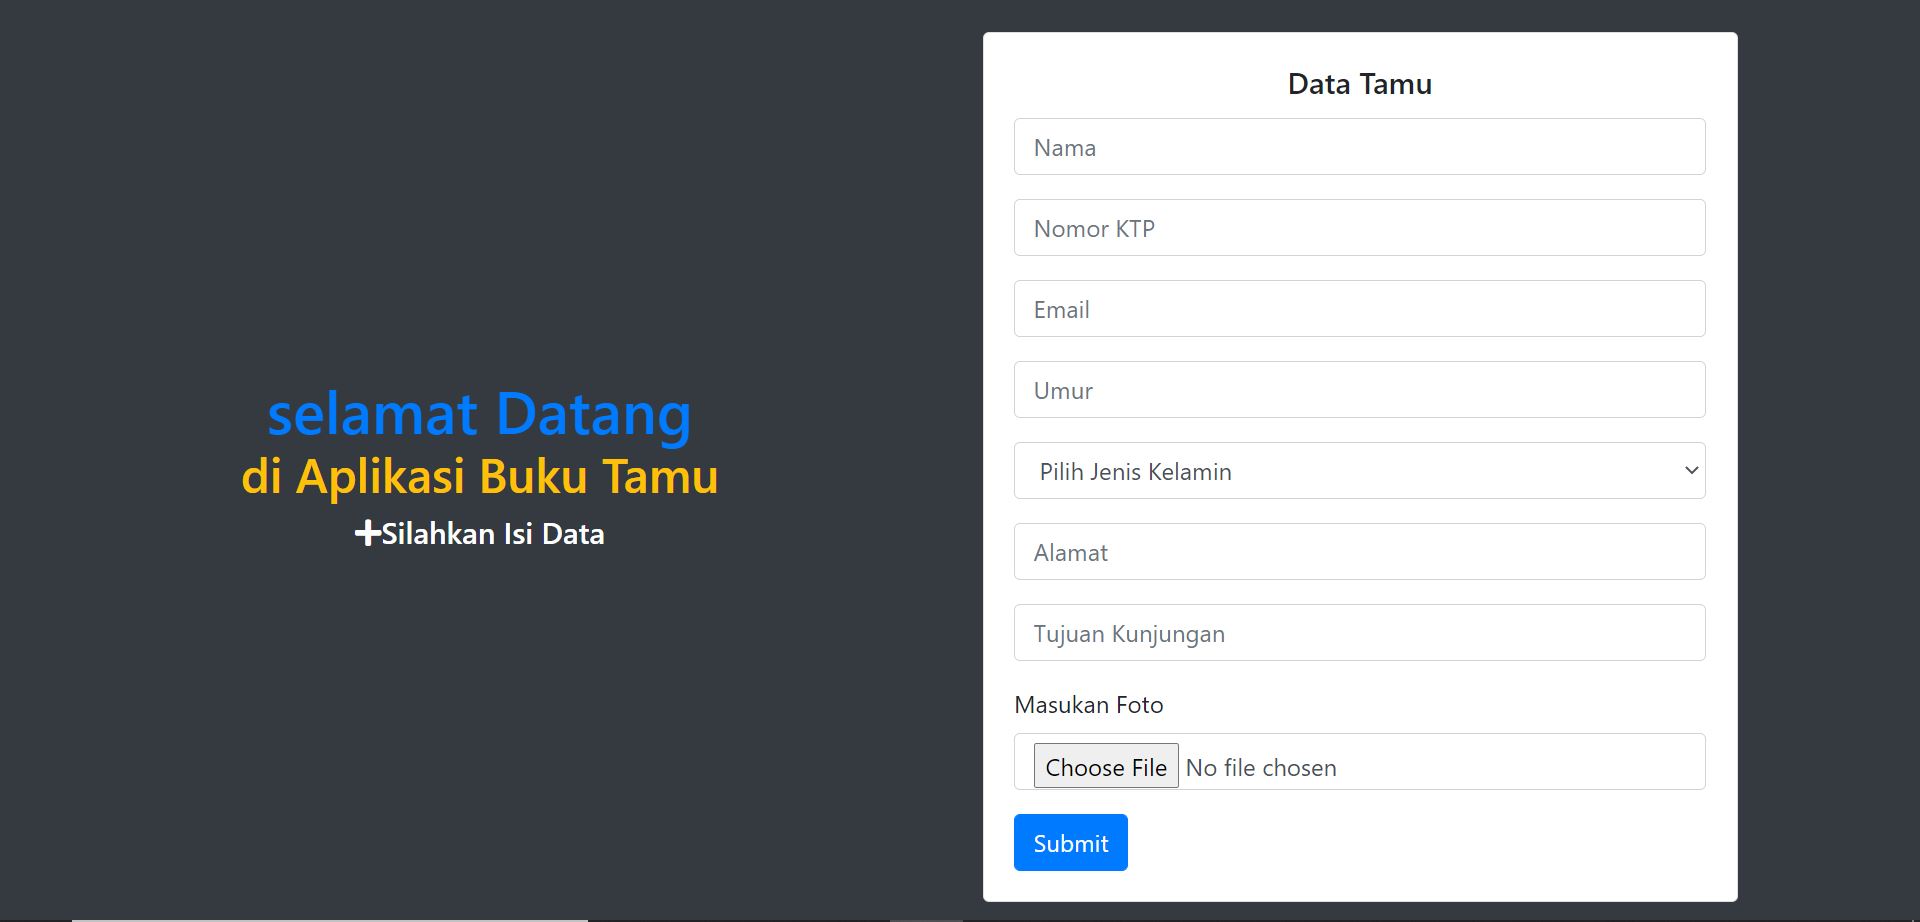 selamat Datang
di Aplikasi Buku Tamu
Silahkan Isi Data
Data Tamu
Nama
Nomor KTP
Email
Umur
Pilih Jenis Kelamin
Alamat
Tujuan Kunjungan
Masukan Foto
Choose File No file chosen
Submit